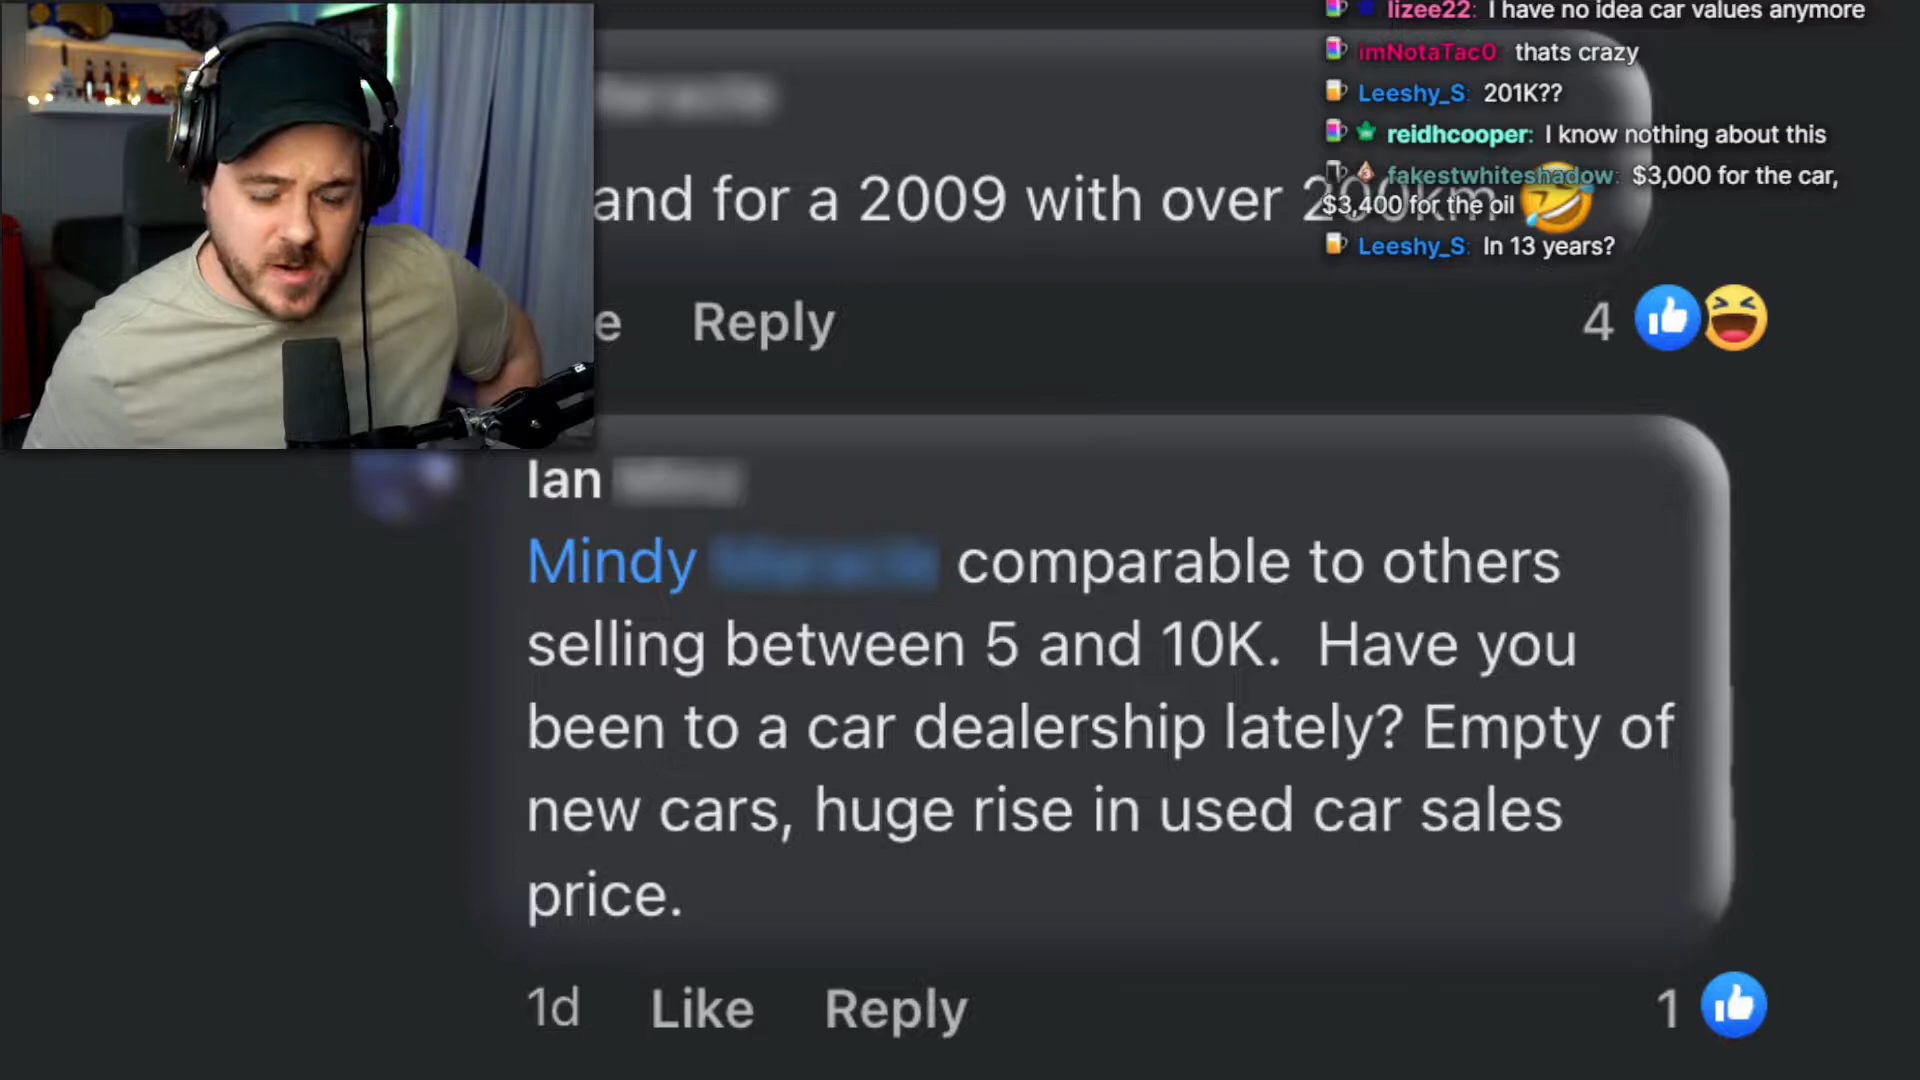 lizee22: I have no idea car values anymore
imNotaTac0: thats crazy
Leeshy_S: 201K??
reidhcooper: I know nothing about this
fakestwhiteshadow: $3,000 for the car,
$3,400 for the oil
Leeshy_S: In 13 years?
and for a 2009 with over 200km 🤣
e Reply 4
Ian
Mindy comparable to others
selling between 5 and 10K. Have you
been to a car dealership lately? Empty of
new cars, huge rise in used car sales
price.
1d Like Reply 1